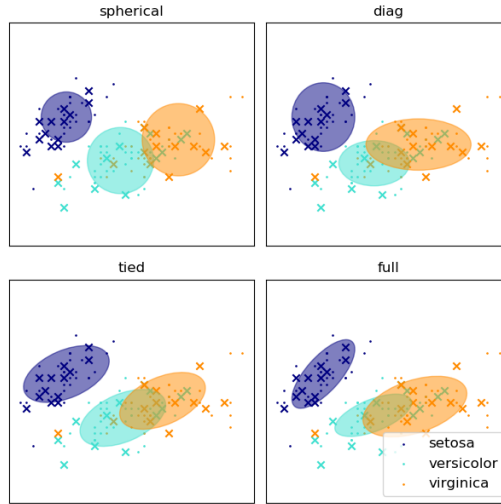 spherical
diag
tied
full
setosa
versicolor
virginica